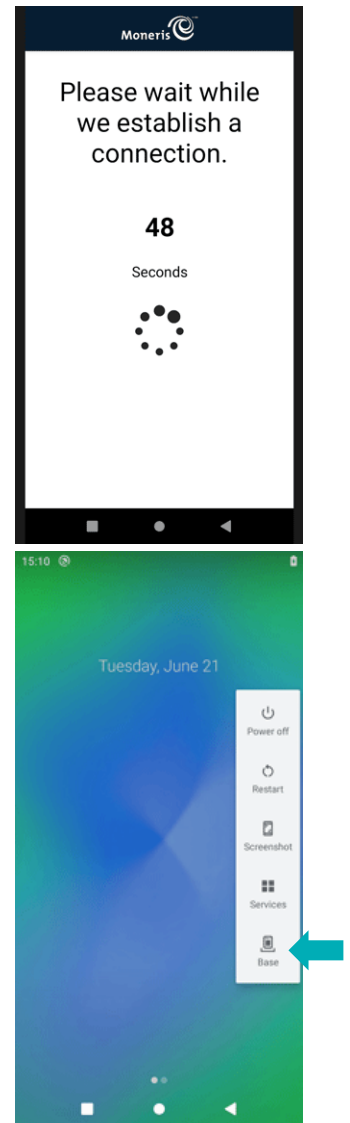 Moneris
Please wait while
we establish a
connection.
48
Seconds
15:10
Tuesday, June 21
Power off
Restart
Screenshot
Services
Base